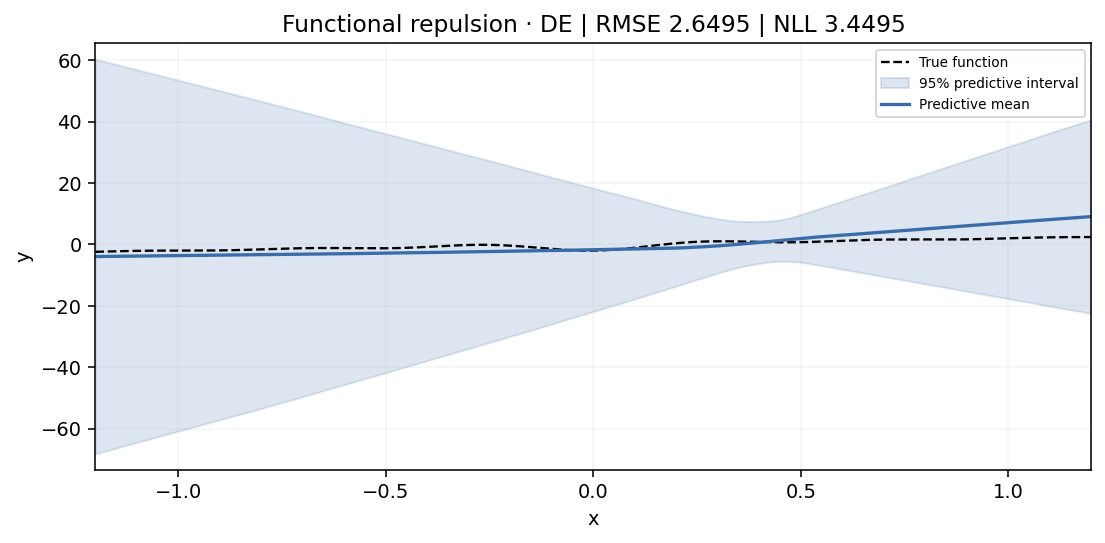 Functional repulsion · DE | RMSE 2.6495 | NLL 3.4495
True function
95% predictive interval
Predictive mean
60
40
20
0
−20
−40
−60
y
−1.0
−0.5
0.0
0.5
1.0
x